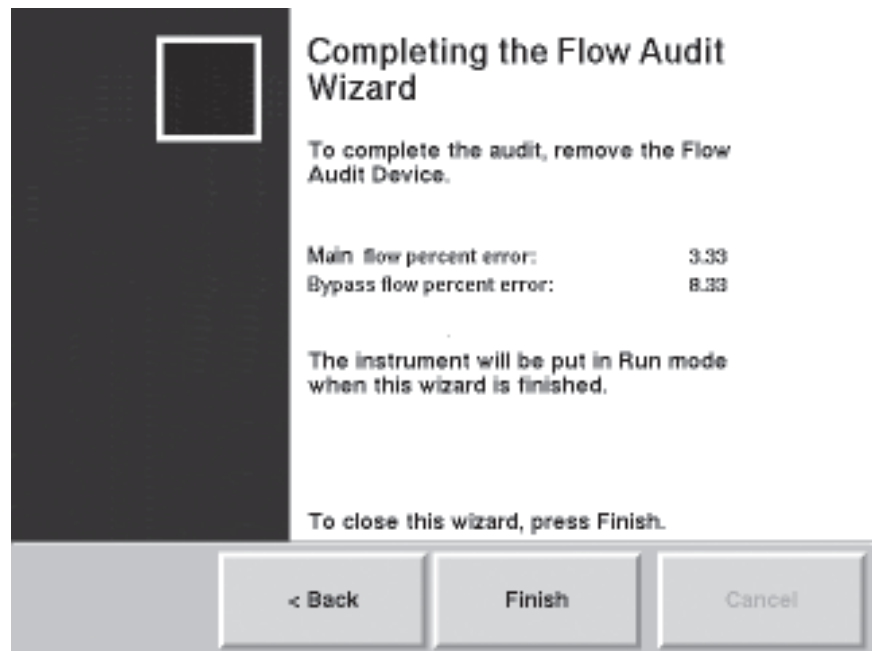 Completing the Flow Audit
Wizard
To complete the audit, remove the Flow
Audit Device.
Main flow percent error: 3.33
Bypass flow percent error: 8.33
The instrument will be put in Run mode
when this wizard is finished.
To close this wizard, press Finish.
< Back Finish Cancel